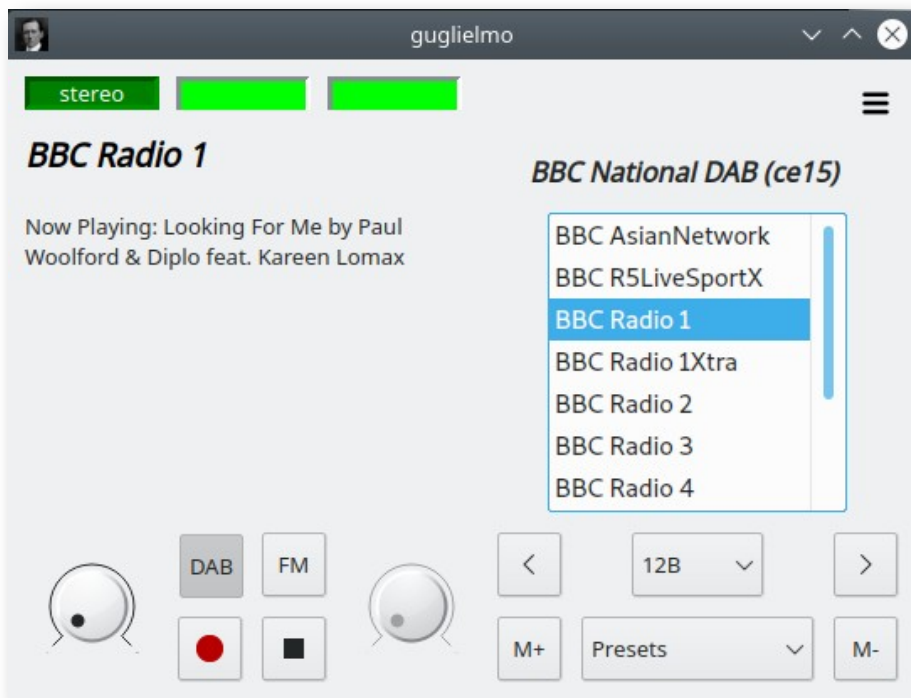 guglielmo
stereo
BBC Radio 1
BBC National DAB (ce15)
Now Playing: Looking For Me by Paul
Woolford & Diplo feat. Kareen Lomax
BBC AsianNetwork
BBC R5LiveSportX
BBC Radio 1
BBC Radio 1Xtra
BBC Radio 2
BBC Radio 3
BBC Radio 4
DAB
FM
<
12B
>
M+
Presets
M-